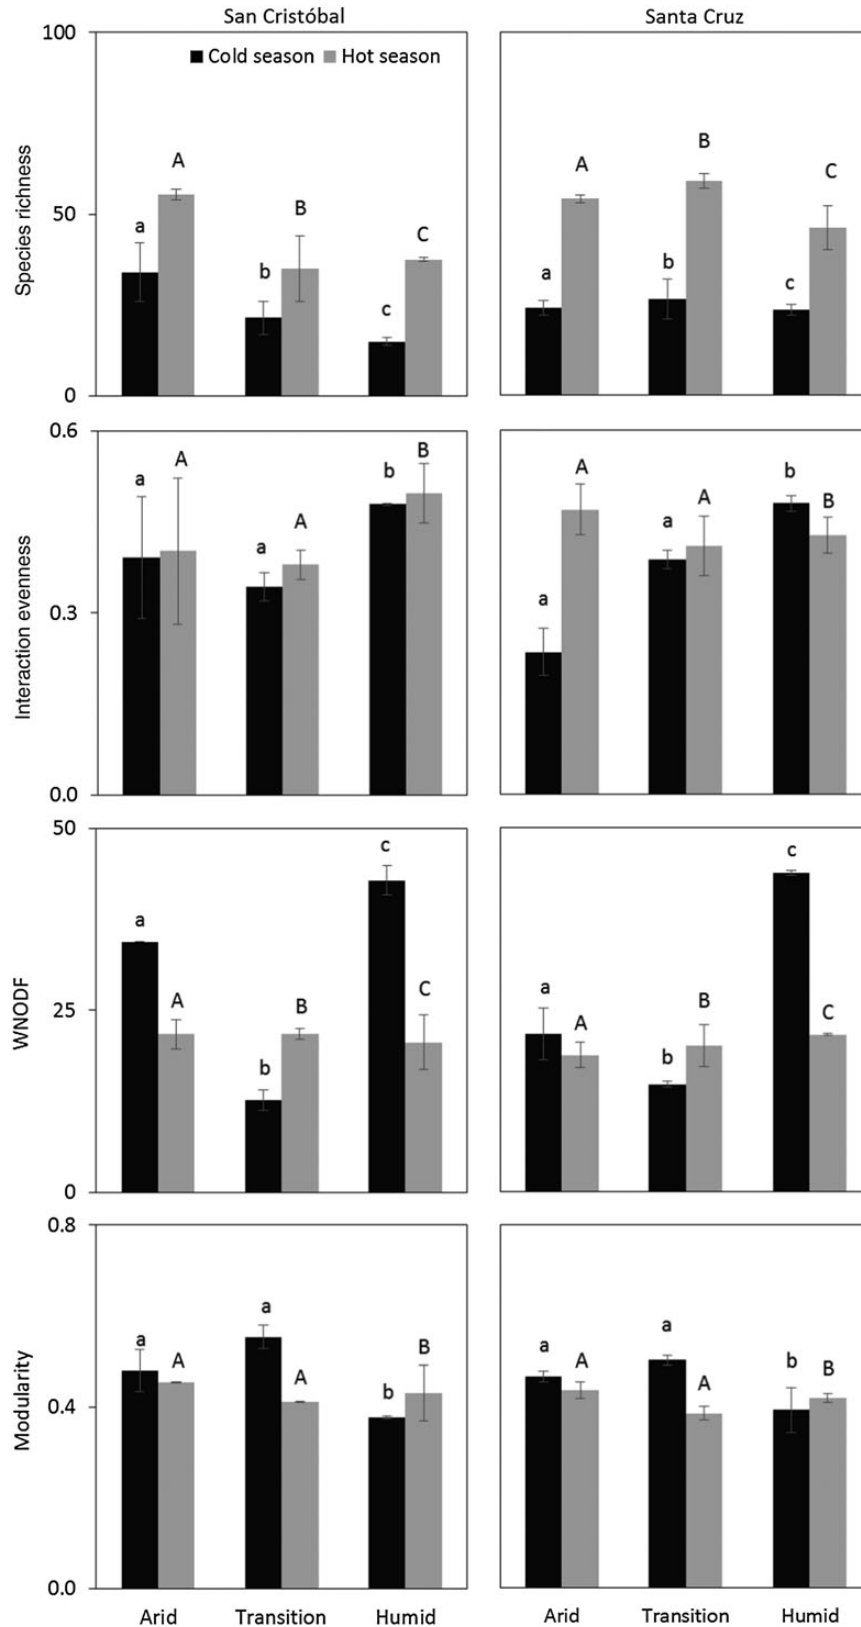 San Cristóbal Santa Cruz
100
Cold season Hot season
Species richness
A
a
B
b
C
c
A
a
B
b
C
c
50
0
0.6
Interaction evenness
a
A
a
A
b
B
a
A
a
A
b
B
0.3
0.0
50
WNODF
a
A
b
B
c
C
a
A
b
B
c
C
25
0
0.8
Modularity
a
A
a
A
b
B
a
A
a
A
b
B
0.4
0.0
Arid Transition Humid Arid Transition Humid